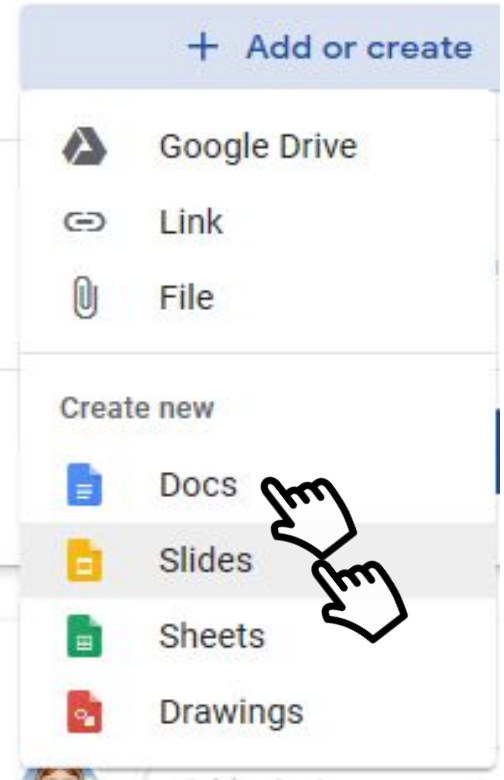 + Add or create
Google Drive
Link
File
Create new
Docs
Slides
Sheets
Drawings